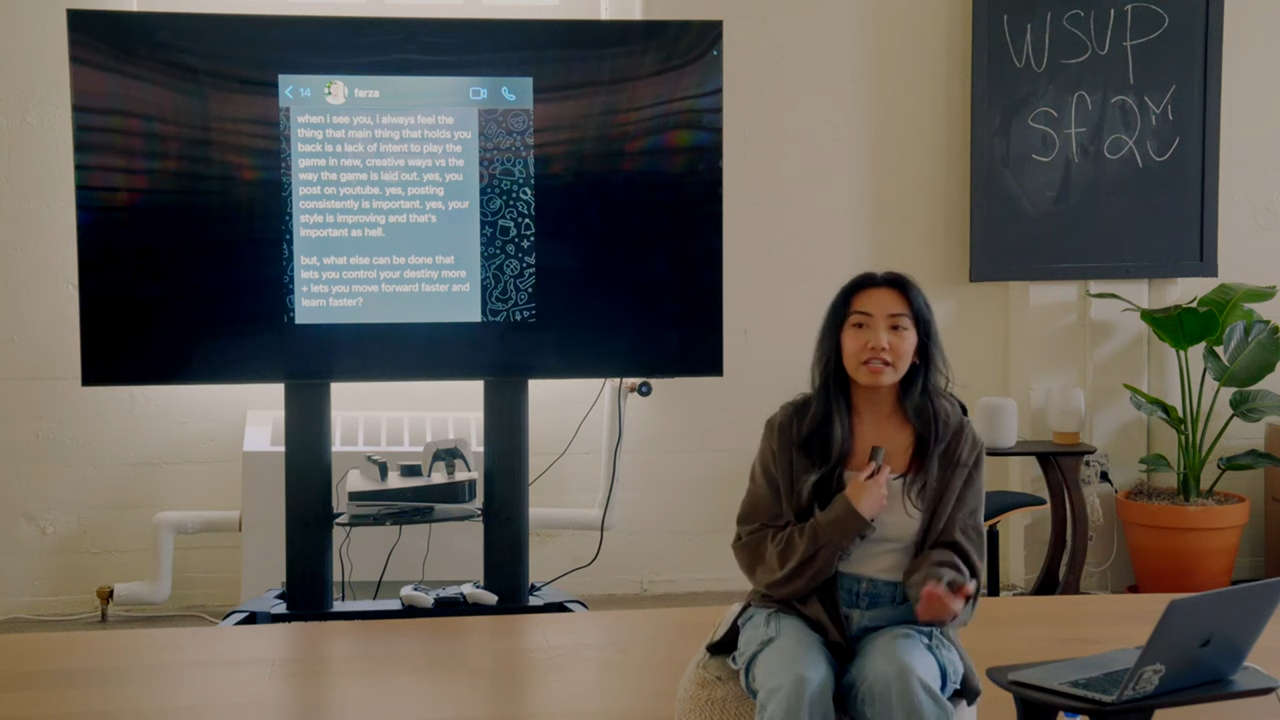 14 farza
when i see you, i always feel the
thing that main thing that holds you
back is a lack of intent to play the
game in new, creative ways vs the
way the game is laid out. yes, you
post on youtube. yes, posting
consistently is important. yes, your
style is improving and that's
important as hell.
but, what else can be done that
lets you control your destiny more
+ lets you move forward faster and
learn faster?
WSUP